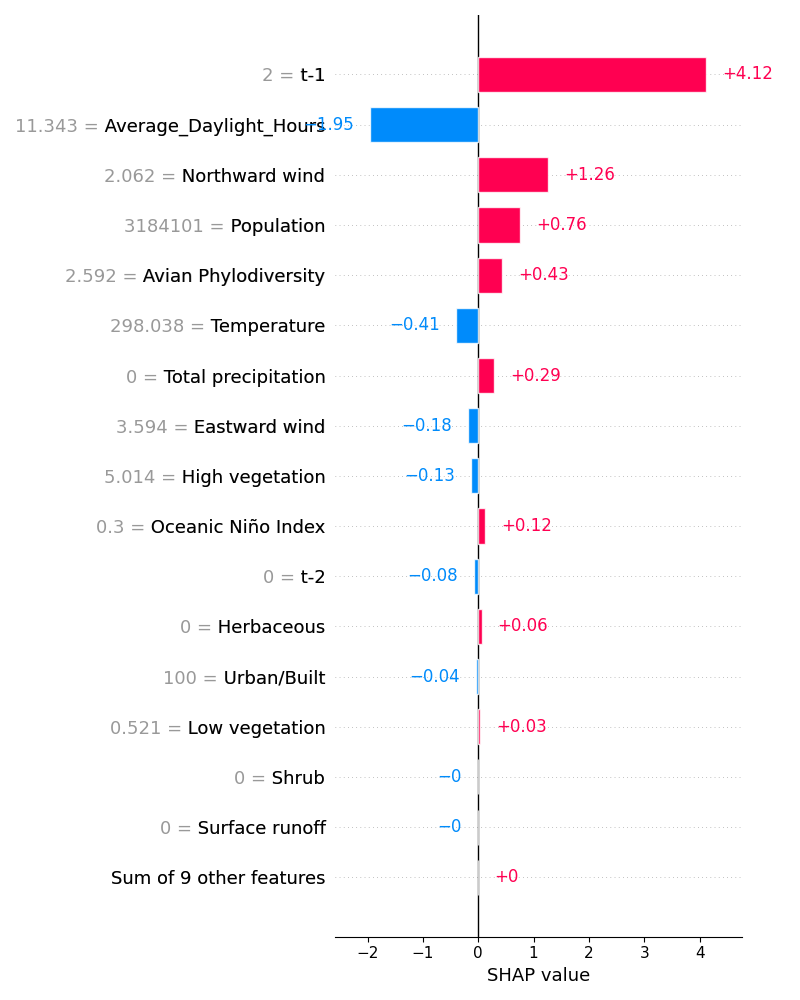 2 = t-1 +4.12
11.343 = Average_Daylight_Hours −1.95
2.062 = Northward wind +1.26
3184101 = Population +0.76
2.592 = Avian Phylodiversity +0.43
298.038 = Temperature −0.41
0 = Total precipitation +0.29
3.594 = Eastward wind −0.18
5.014 = High vegetation −0.13
0.3 = Oceanic Niño Index +0.12
0 = t-2 −0.08
0 = Herbaceous +0.06
100 = Urban/Built −0.04
0.521 = Low vegetation +0.03
0 = Shrub −0
0 = Surface runoff −0
Sum of 9 other features +0
−2 −1 0 1 2 3 4
SHAP value